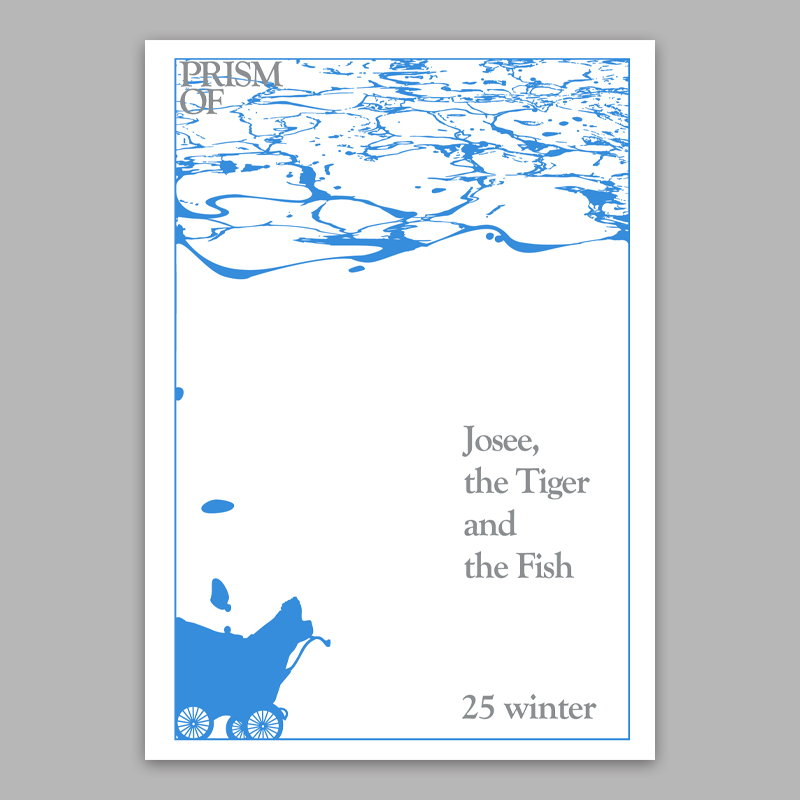 PRISM
OF
Josee,
the Tiger
and
the Fish
25 winter